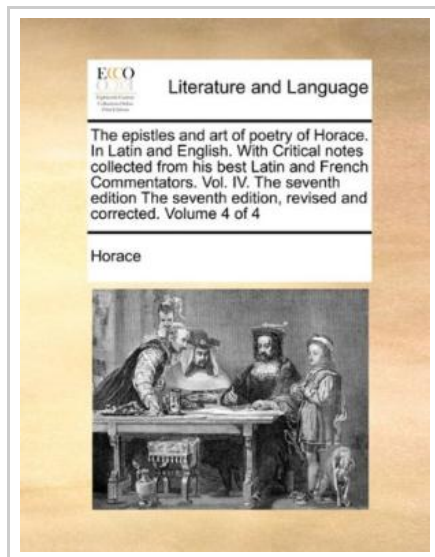 ECCO
Literature and Language
The epistles and art of poetry of Horace.
In Latin and English. With Critical notes
collected from his best Latin and French
Commentators. Vol. IV. The seventh
edition The seventh edition, revised and
corrected. Volume 4 of 4
Horace